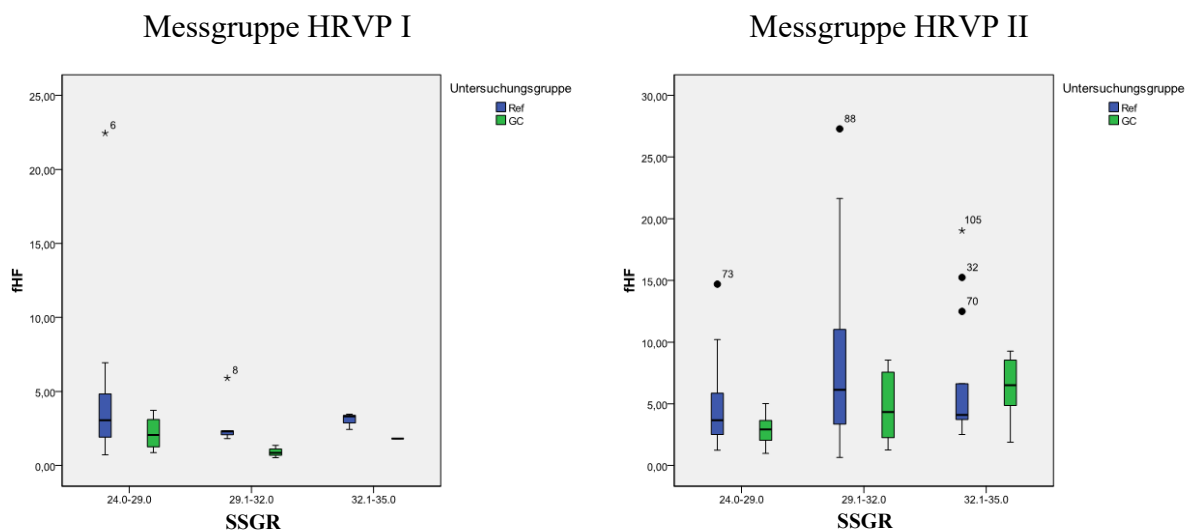 Messgruppe HRVP I
Untersuchungsgruppe
Ref
GC
fHF
25,00
20,00
15,00
10,00
5,00
0,00
6
8
24.0-29.0
29.1-32.0
32.1-35.0
SSGR
Messgruppe HRVP II
Untersuchungsgruppe
Ref
GC
fHF
30,00
25,00
20,00
15,00
10,00
5,00
0,00
73
88
105
32
70
24.0-29.0
29.1-32.0
32.1-35.0
SSGR